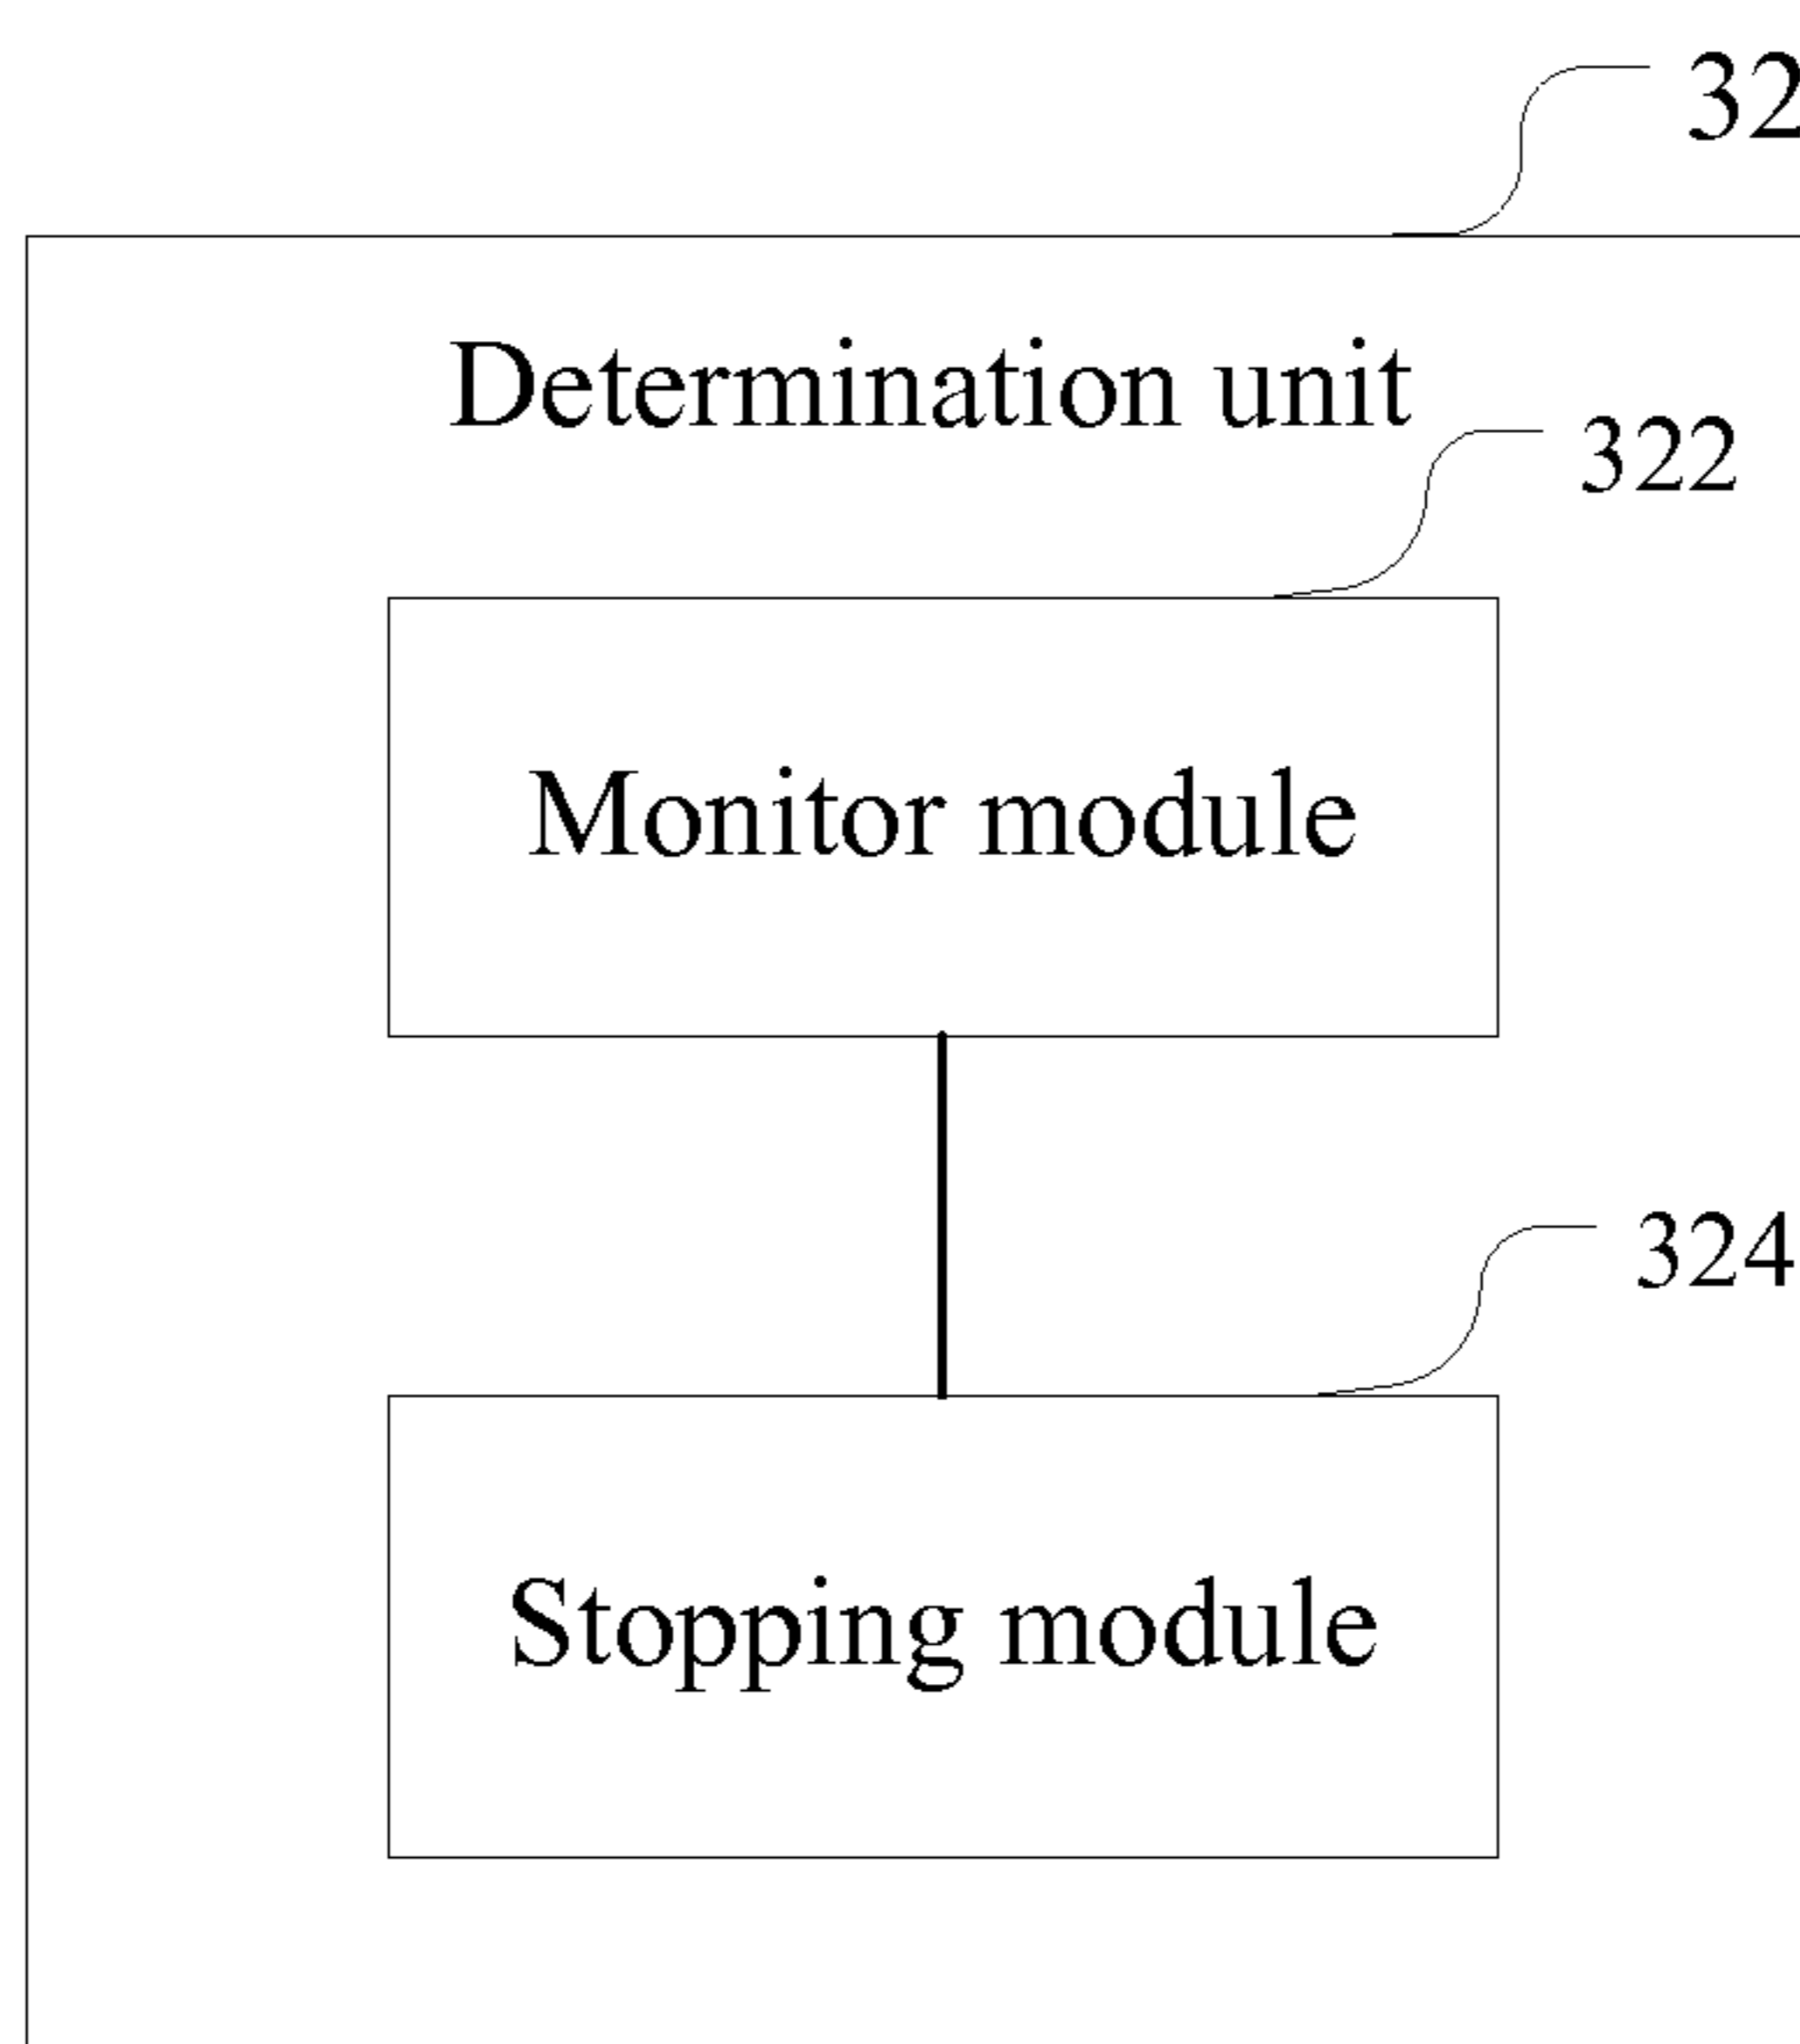 32
Determination unit
322
Monitor module
324
Stopping module